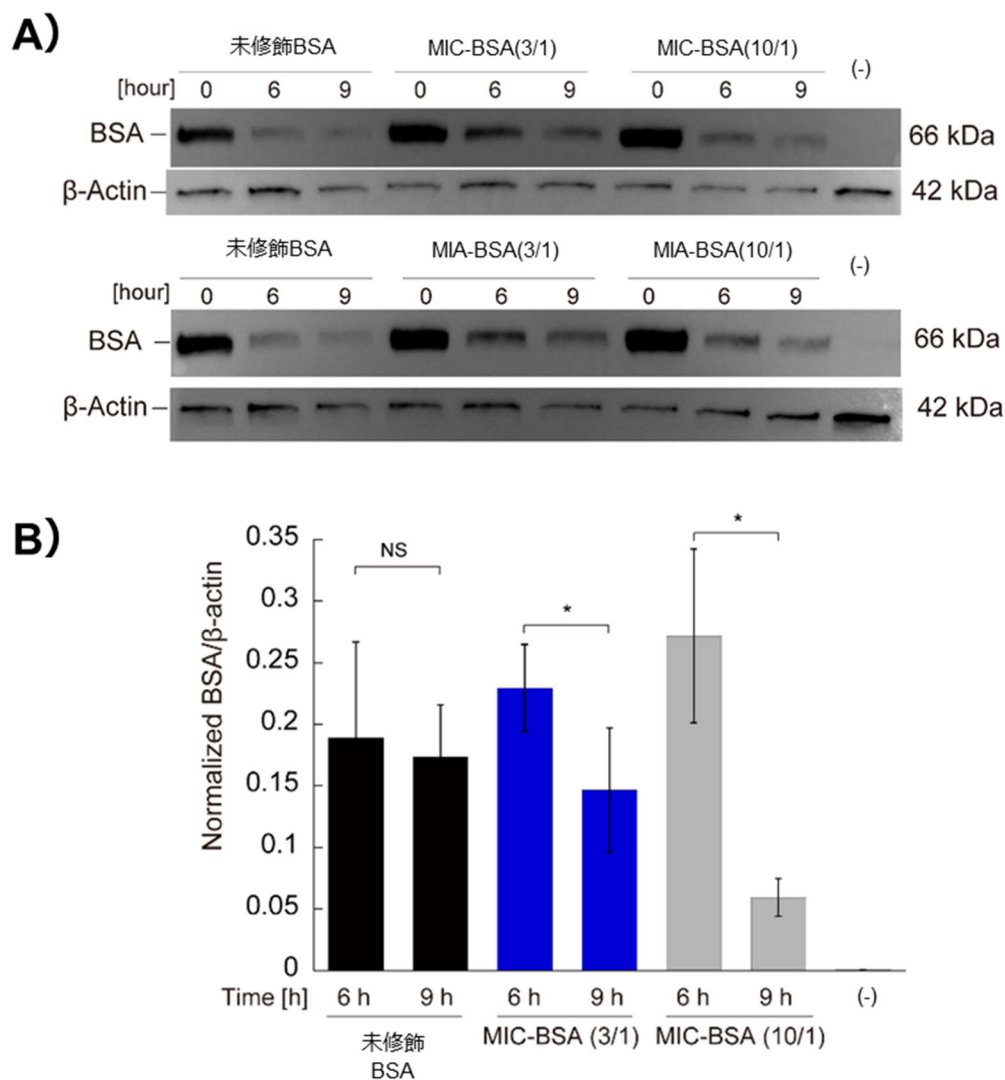 A)
未修飾BSA MIC-BSA(3/1) MIC-BSA(10/1) (-)
[hour] 0 6 9 0 6 9 0 6 9
BSA 66 kDa
β-Actin 42 kDa
未修飾BSA MIA-BSA(3/1) MIA-BSA(10/1) (-)
[hour] 0 6 9 0 6 9 0 6 9
BSA 66 kDa
β-Actin 42 kDa
B)
Normalized BSA/β-actin
0.35
0.3
0.25
0.2
0.15
0.1
0.05
0
NS
*
*
Time [h] 6 h 9 h 6 h 9 h 6 h 9 h (-)
未修飾
BSA
MIC-BSA (3/1)
MIC-BSA (10/1)